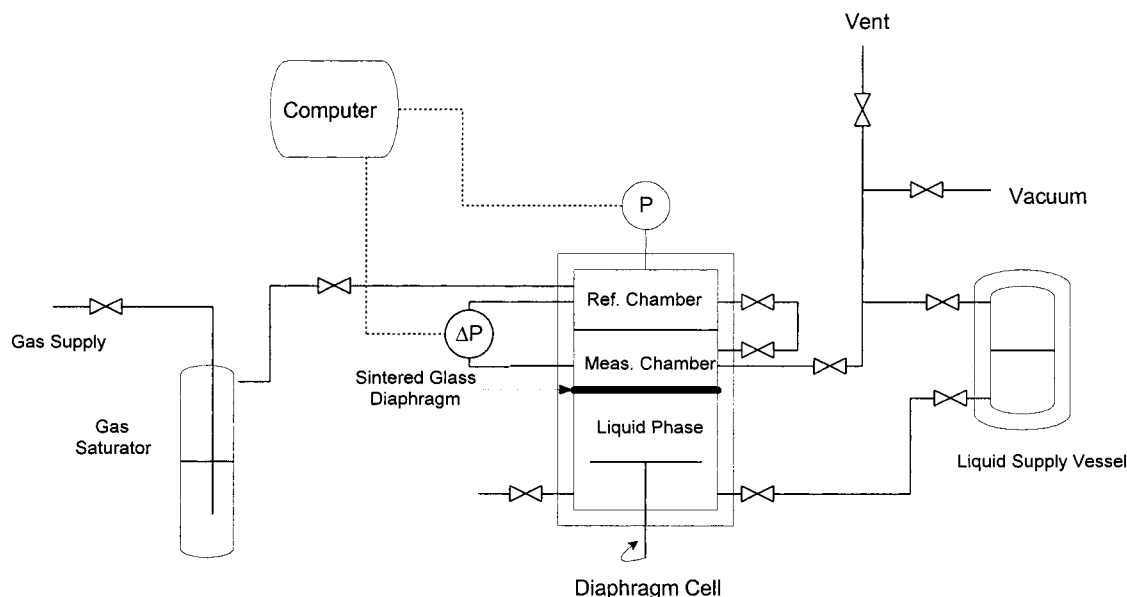 Vent
Computer
P
Vacuum
Ref. Chamber
Gas Supply
ΔP
Meas. Chamber
Sintered Glass
Diaphragm
Gas
Saturator
Liquid Phase
Liquid Supply Vessel
Diaphragm Cell